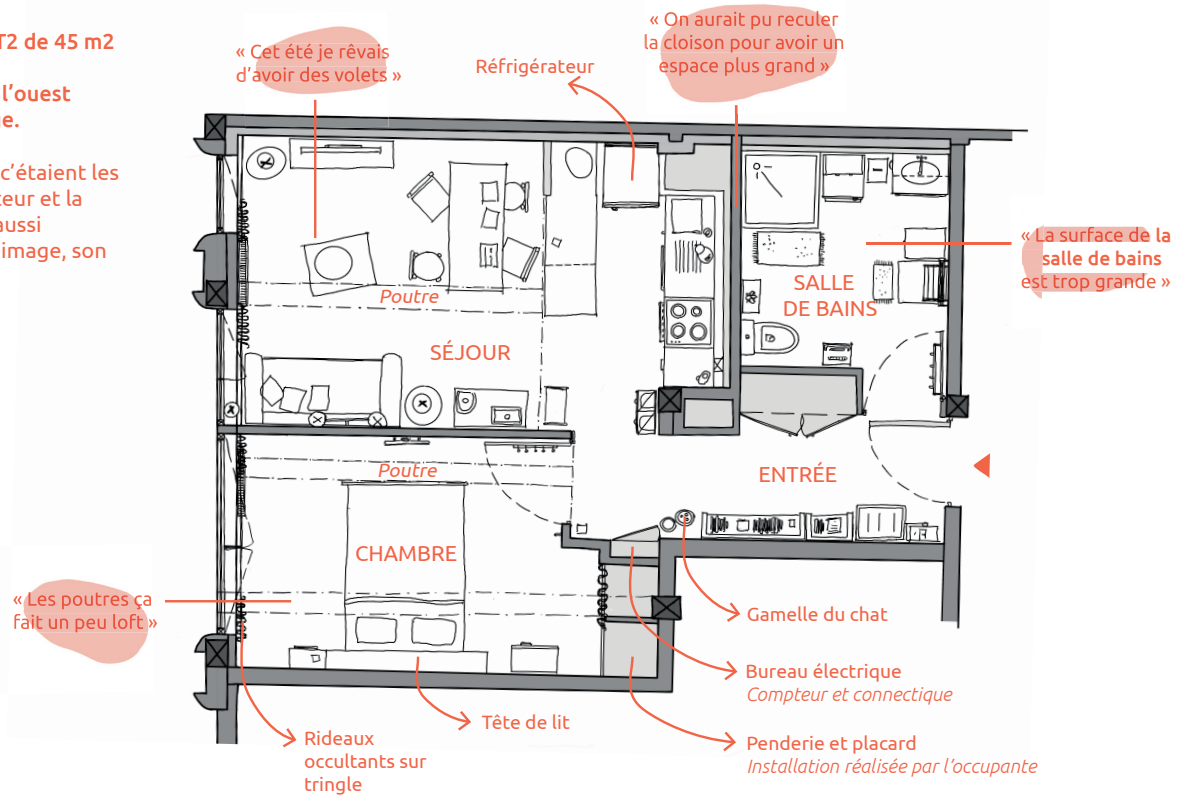 T2 de 45 m2
l’ouest
c’étaient les
teur et la
aussi
image, son
« Cet été je rêvais
d’avoir des volets »
Réfrigérateur
« On aurait pu reculer
la cloison pour avoir un
espace plus grand »
« La surface de la
salle de bains
est trop grande »
SALLE
DE BAINS
Poutre
SÉJOUR
Poutre
ENTRÉE
CHAMBRE
« Les poutres ça
fait un peu loft »
Gamelle du chat
Bureau électrique
Compteur et connectique
Tête de lit
Rideaux
occultants sur
tringle
Penderie et placard
Installation réalisée par l’occupante